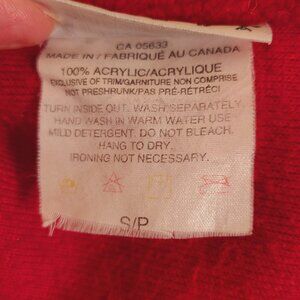 CA 05633
MADE IN / FABRIQUÉ AU CANADA
100% ACRYLIC/ACRYLIQUE
EXCLUSIVE OF TRIM/GARNITURE NON COMPRISE
NOT PRESHRUNK/PAS PRÉ-RÉTRÉCI
TURN INSIDE OUT. WASH SEPARATELY.
HAND WASH IN WARM WATER USE
MILD DETERGENT. DO NOT BLEACH.
HANG TO DRY.
IRONING NOT NECESSARY.
S/P